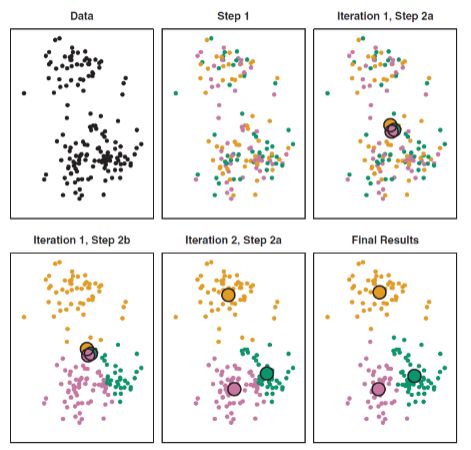 Data
Step 1
Iteration 1, Step 2a
Iteration 1, Step 2b
Iteration 2, Step 2a
Final Results